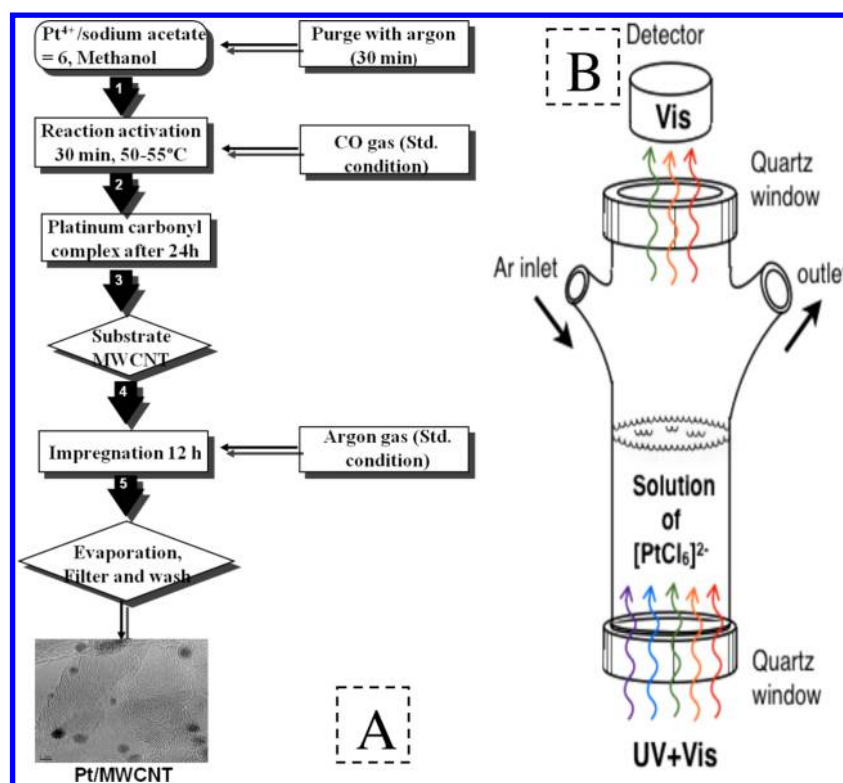 Pt⁴⁺/sodium acetate
= 6, Methanol
Purge with argon
(30 min)
1
Reaction activation
30 min, 50-55°C
CO gas (Std.
condition)
2
Platinum carbonyl
complex after 24h
3
Substrate
MWCNT
4
Impregnation 12 h
Argon gas (Std.
condition)
5
Evaporation,
Filter and wash
Pt/MWCNT
A
B
Detector
Vis
Quartz
window
Ar inlet
outlet
Solution
of
[PtCl₆]²⁻
Quartz
window
UV+Vis